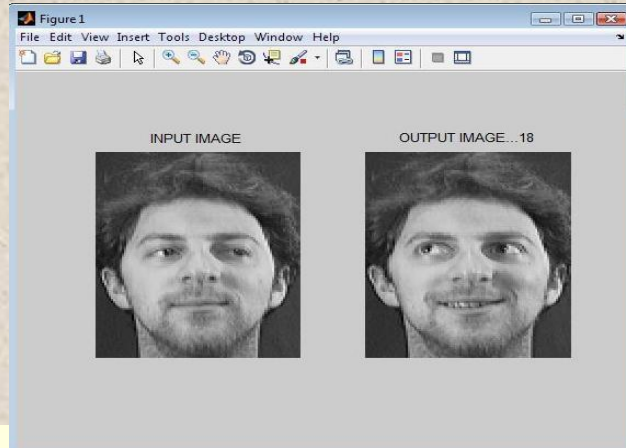 Figure 1
File Edit View Insert Tools Desktop Window Help
INPUT IMAGE
OUTPUT IMAGE...18